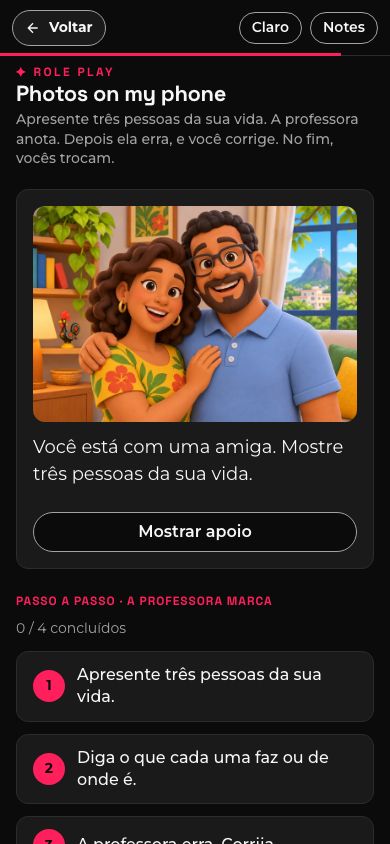 ← Voltar
Claro
Notes
✦ ROLE PLAY
Photos on my phone
Apresente três pessoas da sua vida. A professora
anota. Depois ela erra, e você corrige. No fim,
vocês trocam.
Você está com uma amiga. Mostre
três pessoas da sua vida.
Mostrar apoio
PASSO A PASSO · A PROFESSORA MARCA
0 / 4 concluídos
1
Apresente três pessoas da sua
vida.
2
Diga o que cada uma faz ou de
onde é.
3
A professora erra. Corrija.